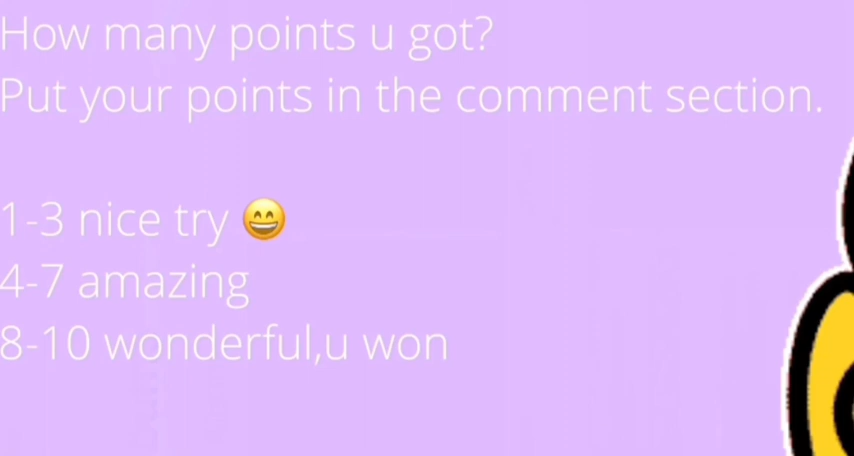 How many points u got?
Put your points in the comment section.
1-3 nice try 😄
4-7 amazing
8-10 wonderful,u won